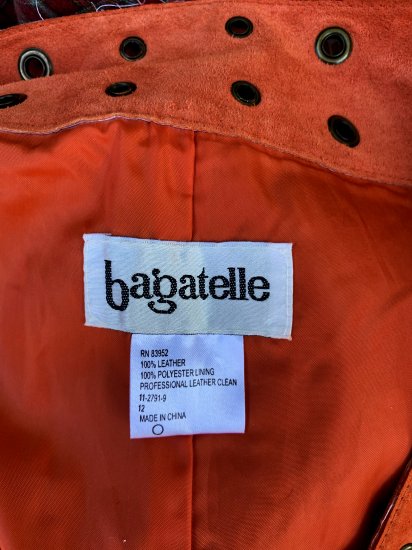 bagatelle
RN 83952
100% LEATHER
100% POLYESTER LINING
PROFESSIONAL LEATHER CLEAN
11-2791-9
12
MADE IN CHINA